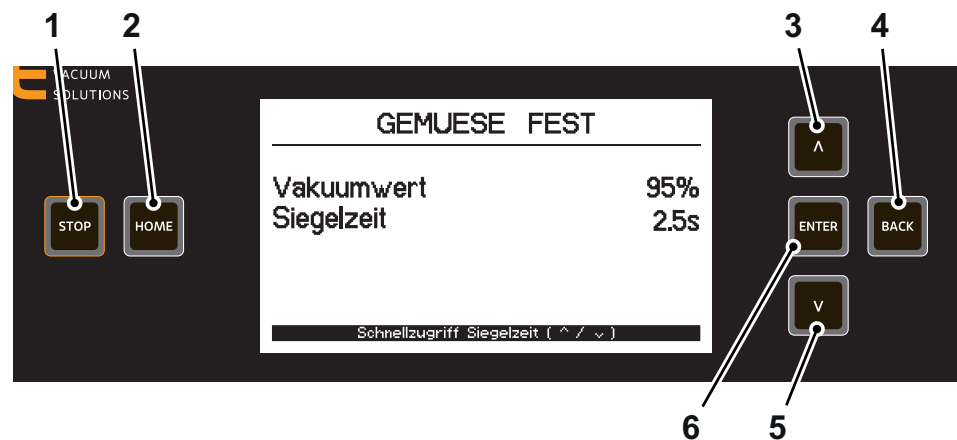 1 2 3 4
VACUUM
SOLUTIONS
GEMUESE FEST
Vakuumwert 95%
Siegelzeit 2.5s
Schnellzugriff Siegelzeit ( ^ / ⌄ )
STOP HOME
^
ENTER BACK
v
6 5